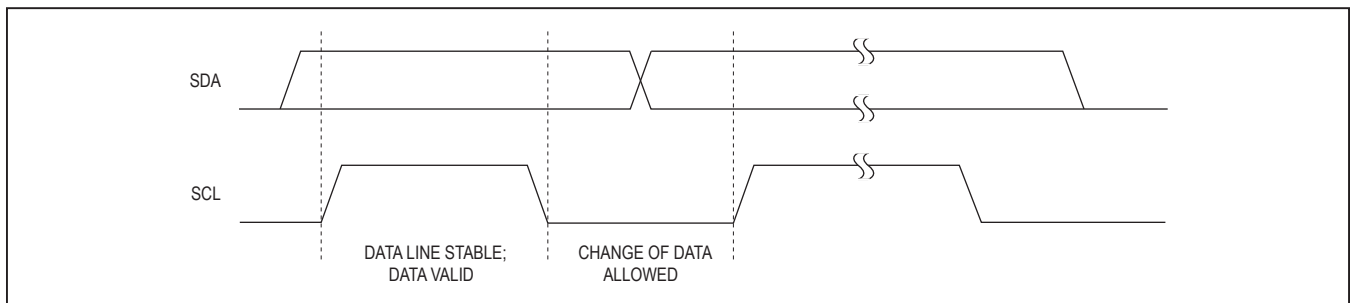 SDA
SCL
DATA LINE STABLE;
DATA VALID
CHANGE OF DATA
ALLOWED